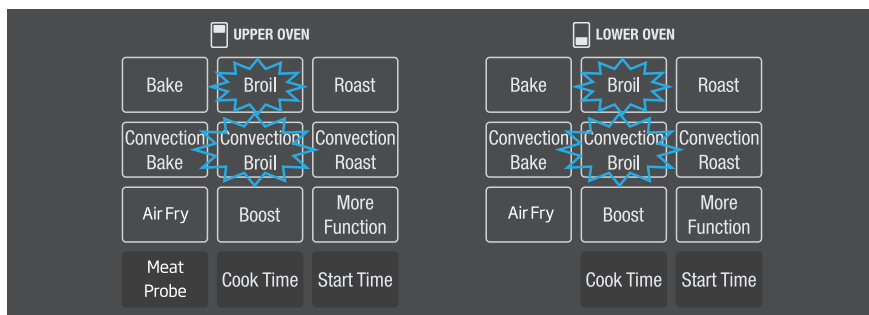 UPPER OVEN
Bake
Broil
Roast
Convection
Bake
Convection
Broil
Convection
Roast
Air Fry
Boost
More
Function
Meat
Probe
Cook Time
Start Time
LOWER OVEN
Bake
Broil
Roast
Convection
Bake
Convection
Broil
Convection
Roast
Air Fry
Boost
More
Function
Cook Time
Start Time